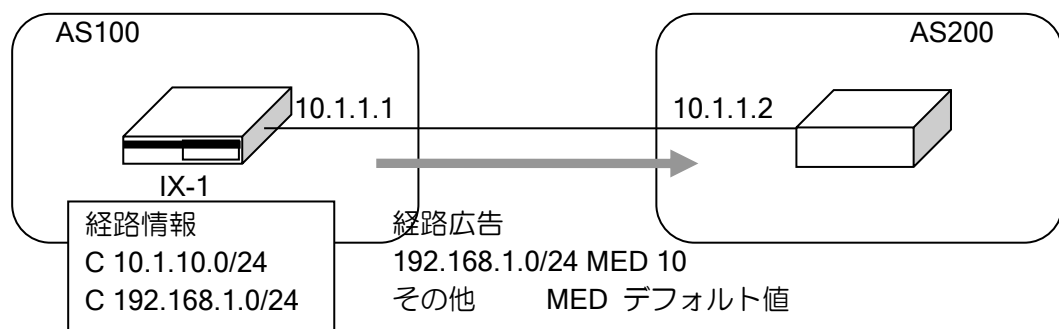 AS100
AS200
10.1.1.1
10.1.1.2
IX-1
経路情報
C 10.1.10.0/24
C 192.168.1.0/24
経路広告
192.168.1.0/24 MED 10
その他 MED デフォルト値